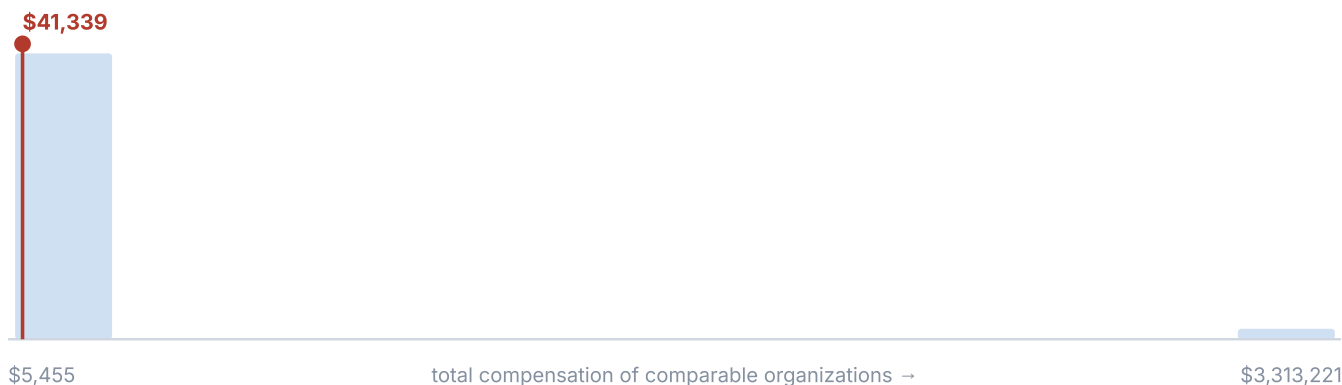 $41,339
$5,455 total compensation of comparable organizations → $3,313,221